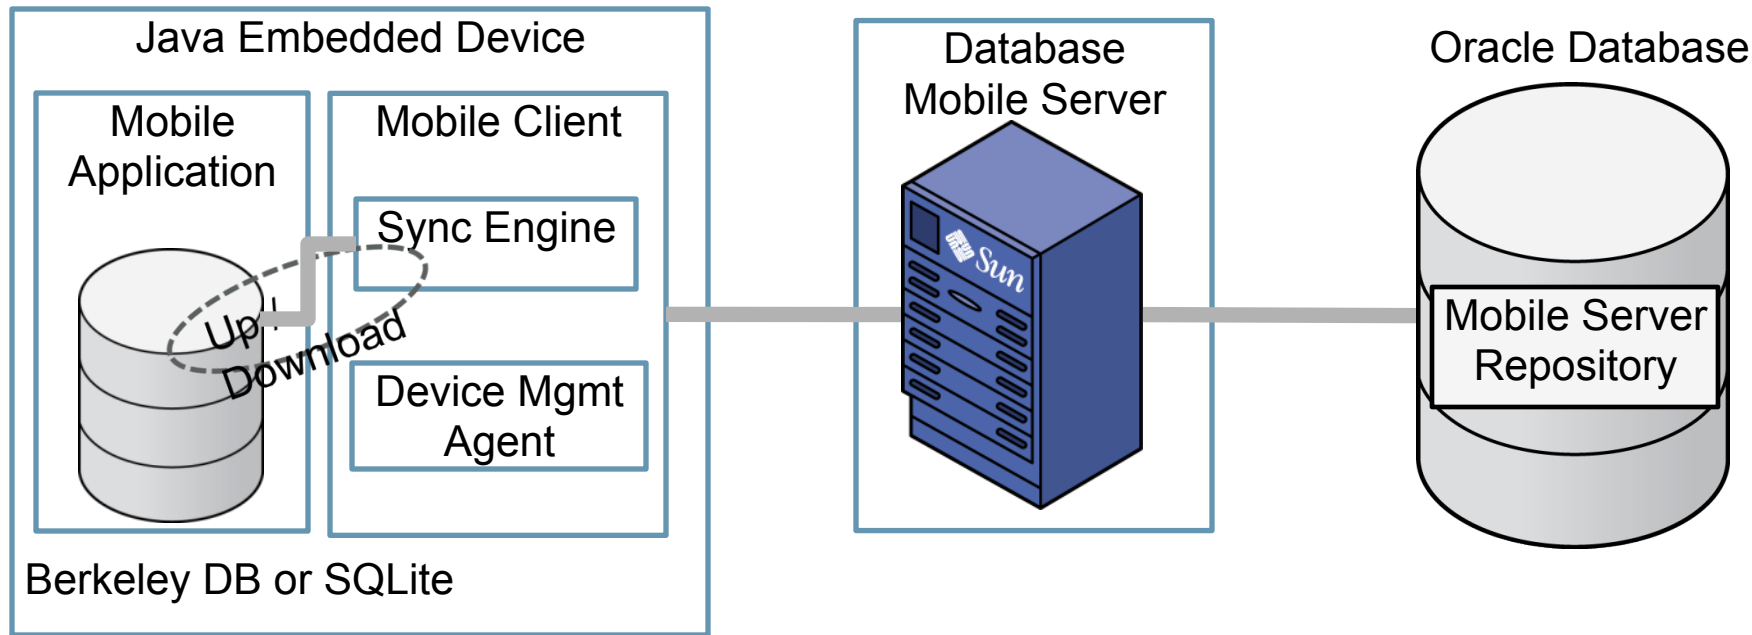 Java Embedded Device
Mobile
Application
Mobile Client
Sync Engine
Up /
Download
Device Mgmt
Agent
Berkeley DB or SQLite
Database
Mobile Server
Sun
Oracle Database
Mobile Server
Repository